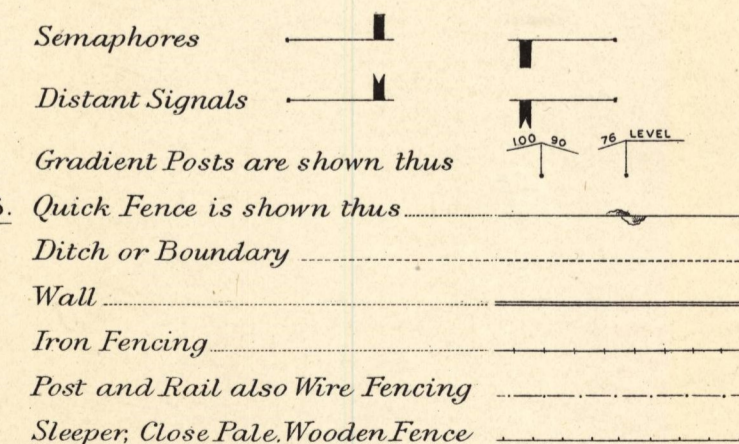 Semaphores
Distant Signals
100 90 76 LEVEL
Gradient Posts are shown thus
Quick Fence is shown thus
Ditch or Boundary
Wall
Iron Fencing
Post and Rail also Wire Fencing
Sleeper, Close Pale, Wooden Fence